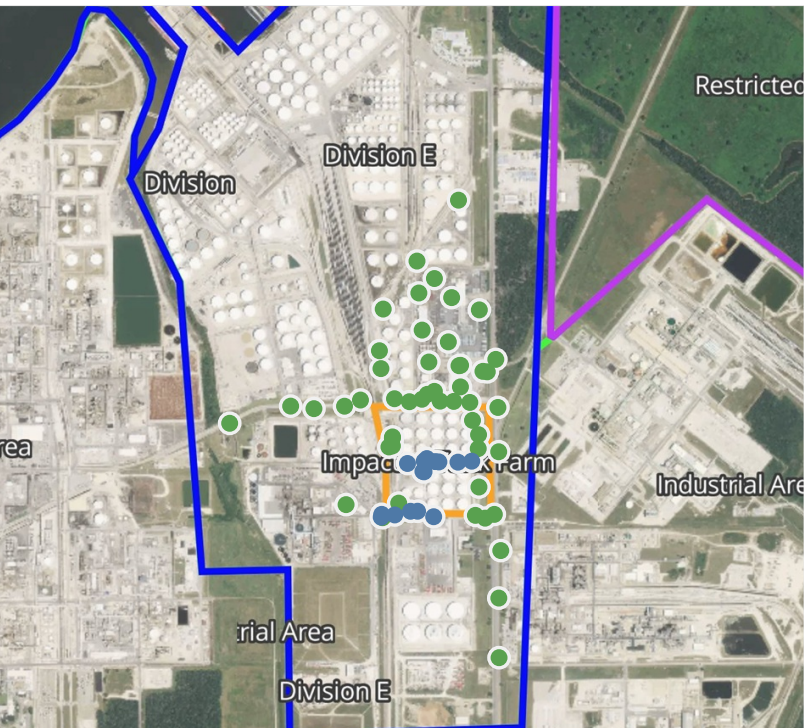 Restricted
Division E
Division
rea
Impac Farm
Industrial Are
rial Area
Division E